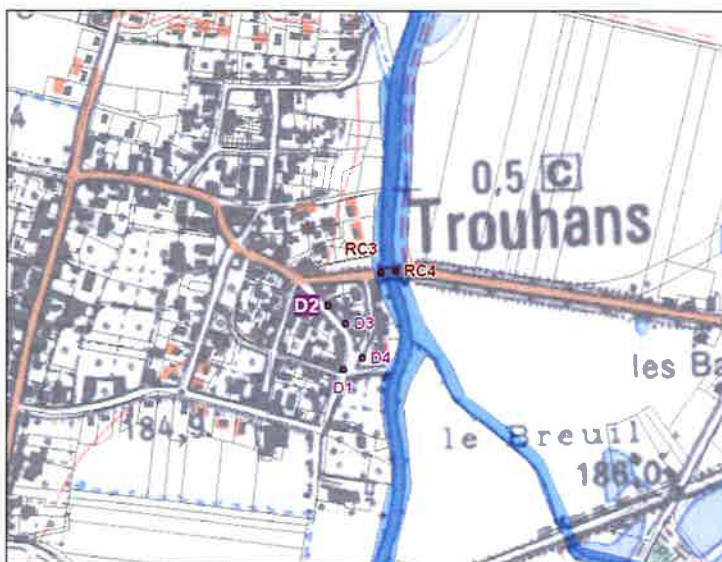 0,5 C
Trouhans
RC3
RC4
D2
D3
D4
D1
les Ba
184,9
le Breuil
186,0